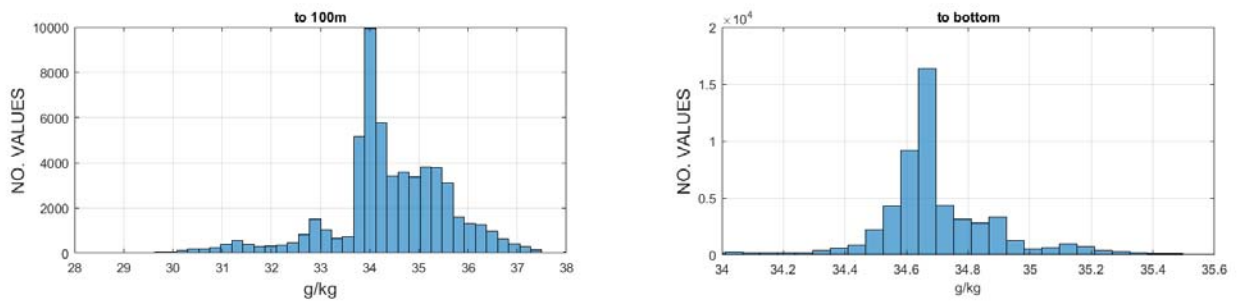 to 100m
10000
8000
6000
4000
2000
0
NO. VALUES
28 29 30 31 32 33 34 35 36 37 38
g/kg
to bottom
× 10⁴
2
1.5
1
0.5
0
NO. VALUES
34 34.2 34.4 34.6 34.8 35 35.2 35.4 35.6
g/kg